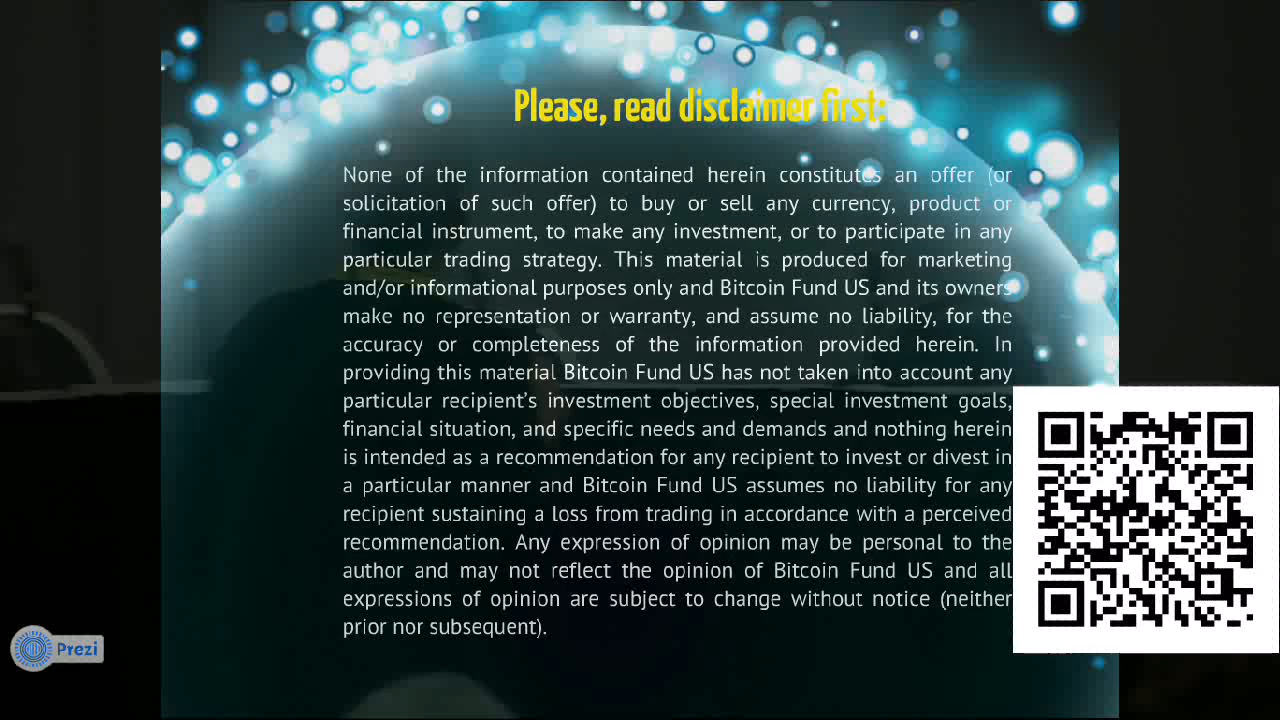 Please, read disclaimer first:
None of the information contained herein constitutes an offer (or
solicitation of such offer) to buy or sell any currency, product or
financial instrument, to make any investment, or to participate in any
particular trading strategy. This material is produced for marketing
and/or informational purposes only and Bitcoin Fund US and its owners
make no representation or warranty, and assume no liability, for the
accuracy or completeness of the information provided herein. In
providing this material Bitcoin Fund US has not taken into account any
particular recipient’s investment objectives, special investment goals,
financial situation, and specific needs and demands and nothing herein
is intended as a recommendation for any recipient to invest or divest in
a particular manner and Bitcoin Fund US assumes no liability for any
recipient sustaining a loss from trading in accordance with a perceived
recommendation. Any expression of opinion may be personal to the
author and may not reflect the opinion of Bitcoin Fund US and all
expressions of opinion are subject to change without notice (neither
prior nor subsequent).
Prezi